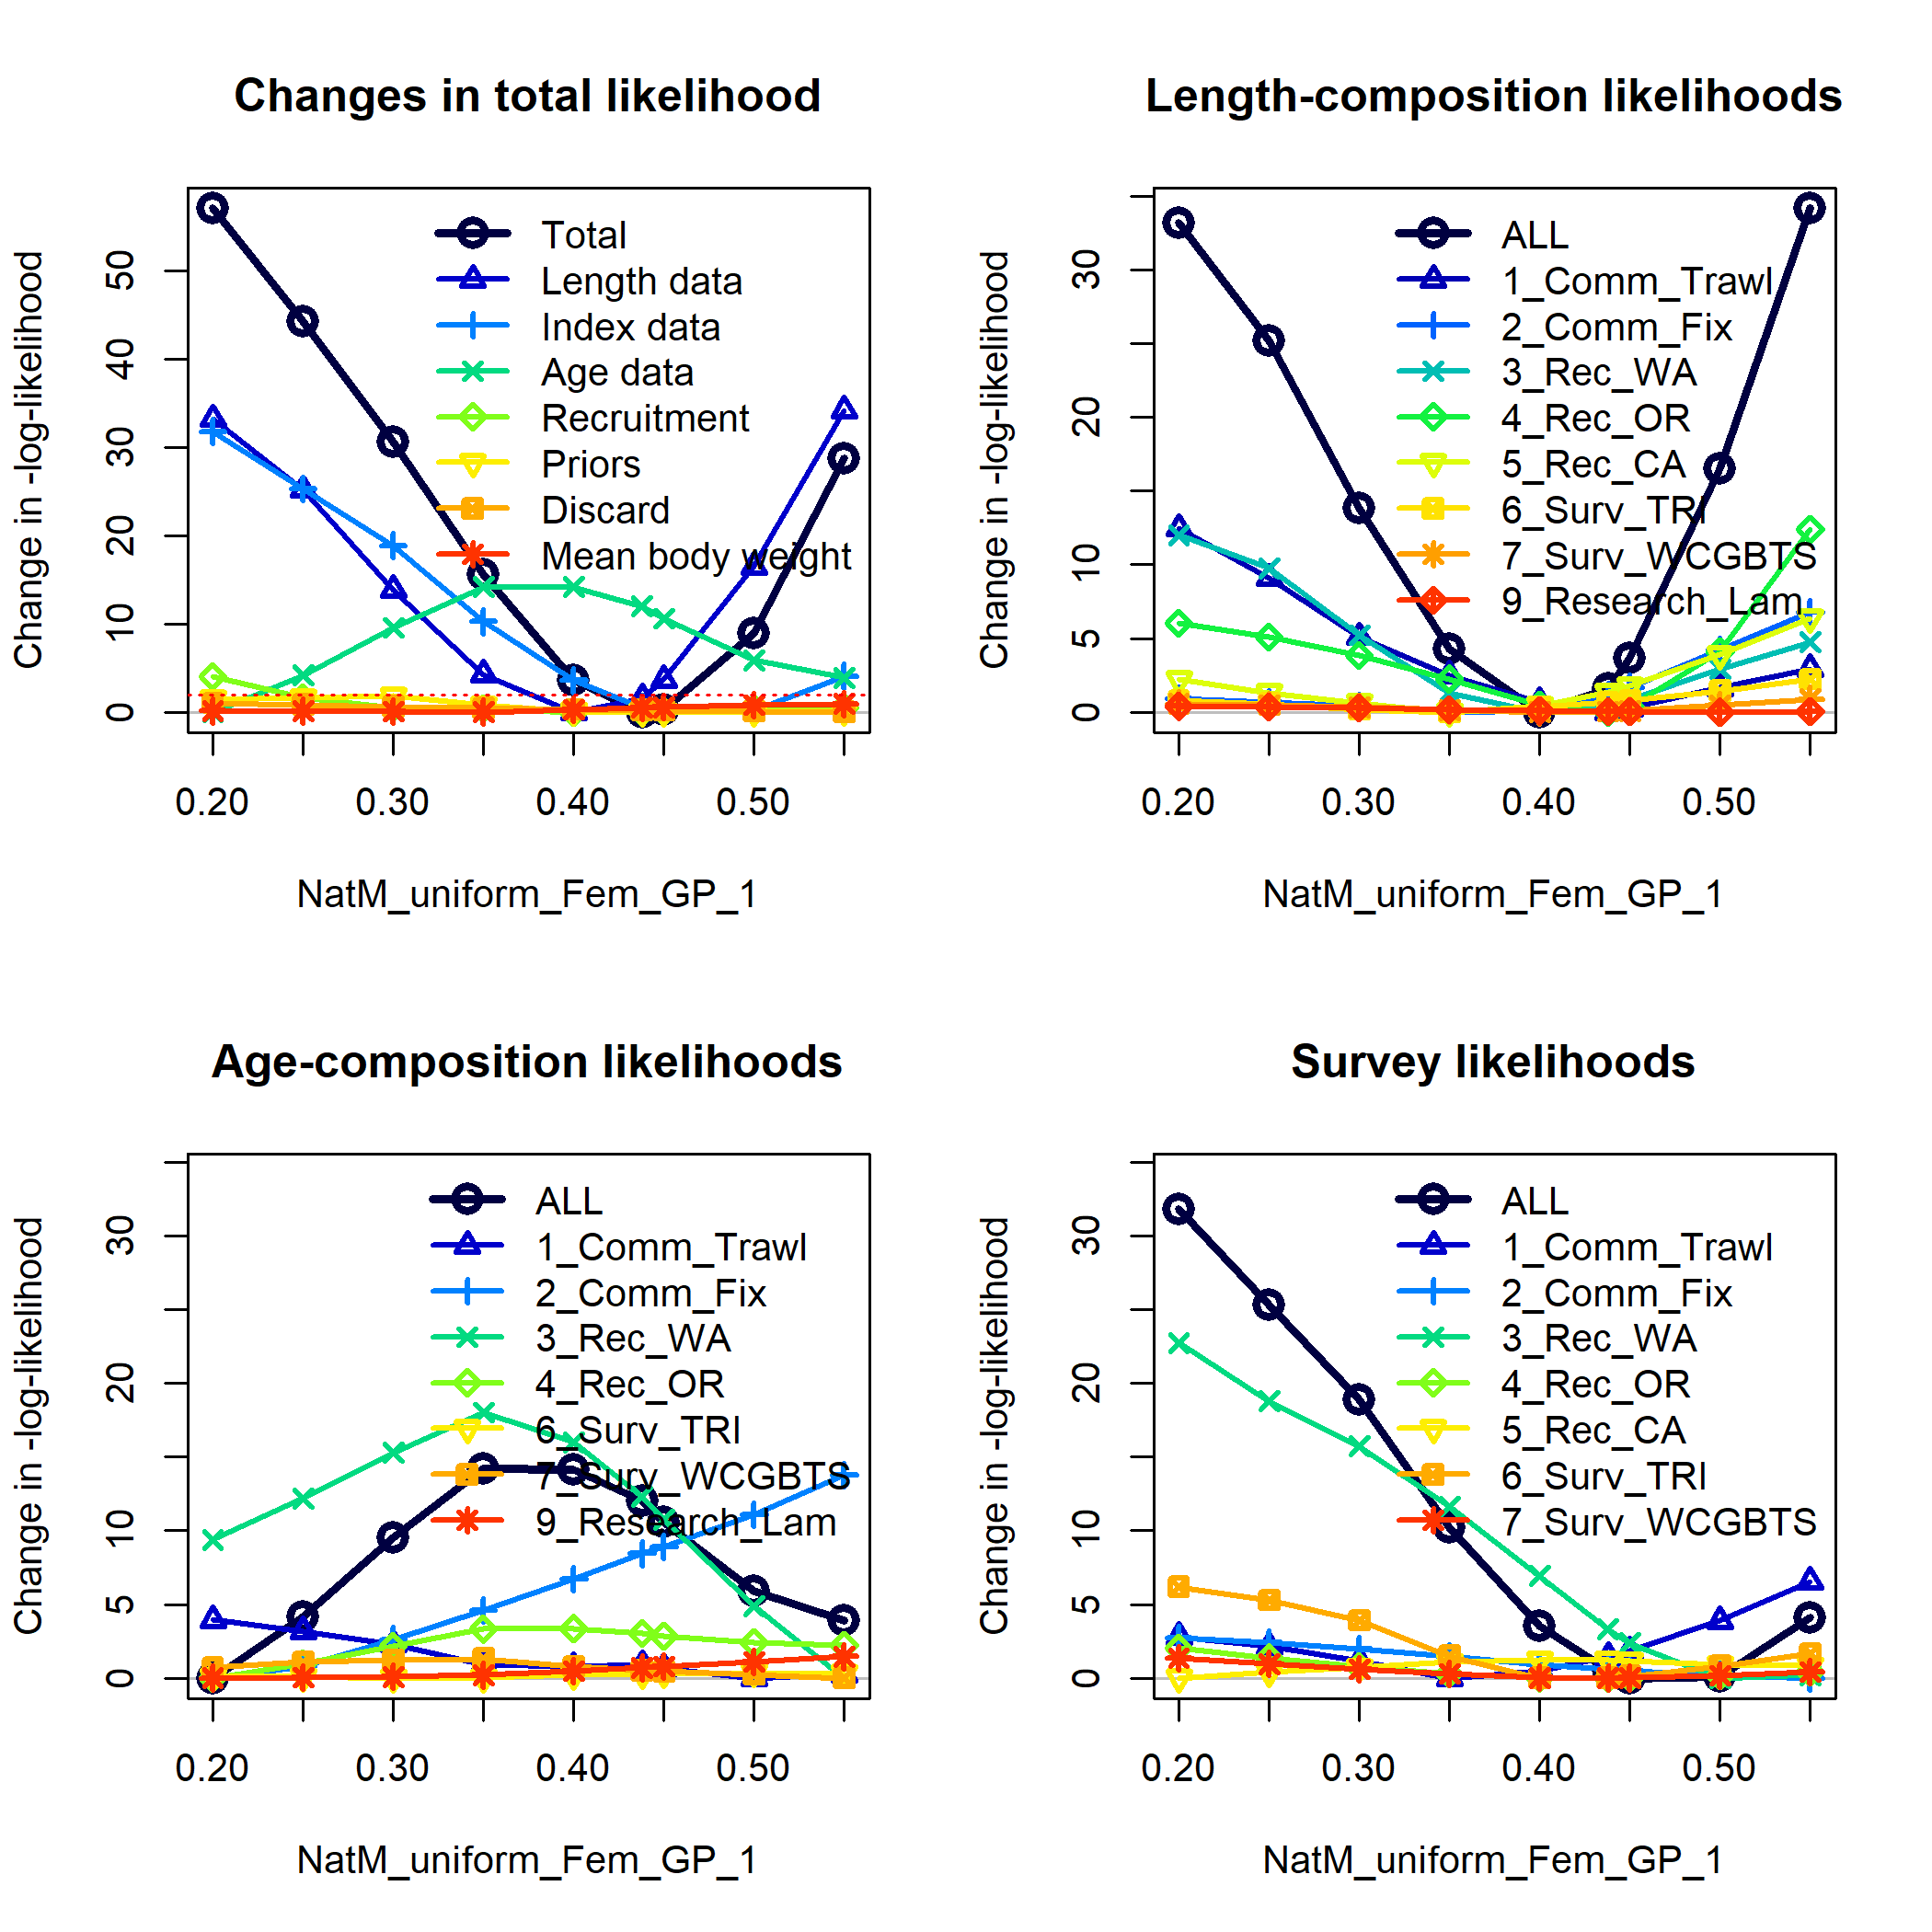 Changes in total likelihood
Change in -log-likelihood
50
40
30
20
10
0
Total
Length data
Index data
Age data
Recruitment
Priors
Discard
Mean body weight
0.20 0.30 0.40 0.50
NatM_uniform_Fem_GP_1
Length-composition likelihoods
Change in -log-likelihood
30
20
10
5
0
ALL
1_Comm_Trawl
2_Comm_Fix
3_Rec_WA
4_Rec_OR
5_Rec_CA
6_Surv_TRI
7_Surv_WCGBTS
9_Research_Lam
0.20 0.30 0.40 0.50
NatM_uniform_Fem_GP_1
Age-composition likelihoods
Change in -log-likelihood
30
20
10
5
0
ALL
1_Comm_Trawl
2_Comm_Fix
3_Rec_WA
4_Rec_OR
6_Surv_TRI
7_Surv_WCGBTS
9_Research_Lam
0.20 0.30 0.40 0.50
NatM_uniform_Fem_GP_1
Survey likelihoods
Change in -log-likelihood
30
20
10
5
0
ALL
1_Comm_Trawl
2_Comm_Fix
3_Rec_WA
4_Rec_OR
5_Rec_CA
6_Surv_TRI
7_Surv_WCGBTS
0.20 0.30 0.40 0.50
NatM_uniform_Fem_GP_1